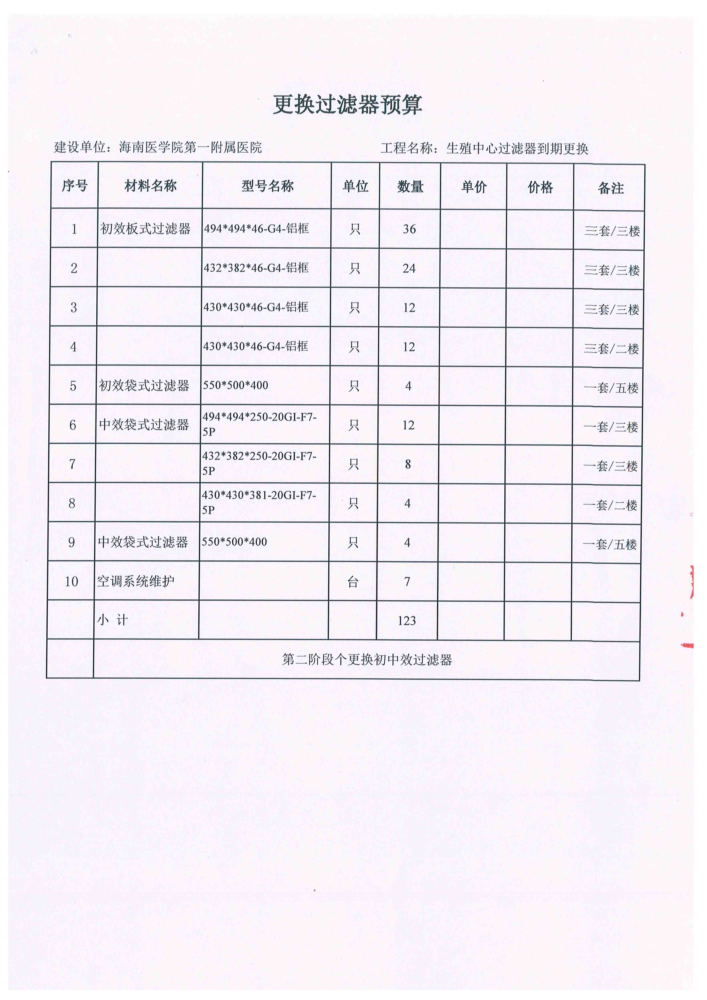 更换过滤器预算
建设单位：海南医学院第一附属医院 工程名称：生殖中心过滤器到期更换
序号 材料名称 型号名称 单位 数量 单价 价格 备注
1 初效板式过滤器 494*494*46-G4-铝框 只 36 三套/三楼
2 432*382*46-G4-铝框 只 24 三套/三楼
3 430*430*46-G4-铝框 只 12 三套/三楼
4 430*430*46-G4-铝框 只 12 三套/二楼
5 初效袋式过滤器 550*500*400 只 4 一套/五楼
6 中效袋式过滤器 494*494*250-20GI-F7-
5P 只 12 一套/三楼
7 432*382*250-20GI-F7-
5P 只 8 一套/三楼
8 430*430*381-20GI-F7-
5P 只 4 一套/二楼
9 中效袋式过滤器 550*500*400 只 4 一套/五楼
10 空调系统维护 台 7
小 计 123
第二阶段个更换初中效过滤器